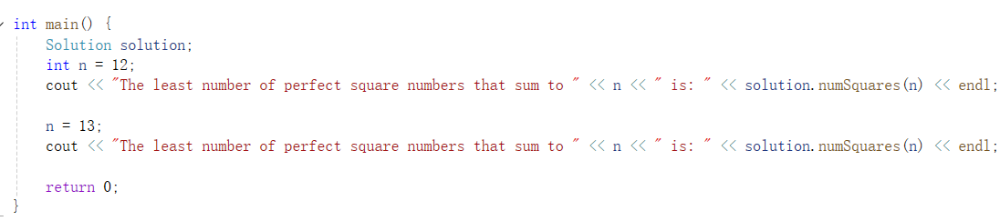 int main() {
    Solution solution;
    int n = 12;
    cout << "The least number of perfect square numbers that sum to " << n << " is: " << solution.numSquares(n) << endl;
    n = 13;
    cout << "The least number of perfect square numbers that sum to " << n << " is: " << solution.numSquares(n) << endl;
    return 0;
}